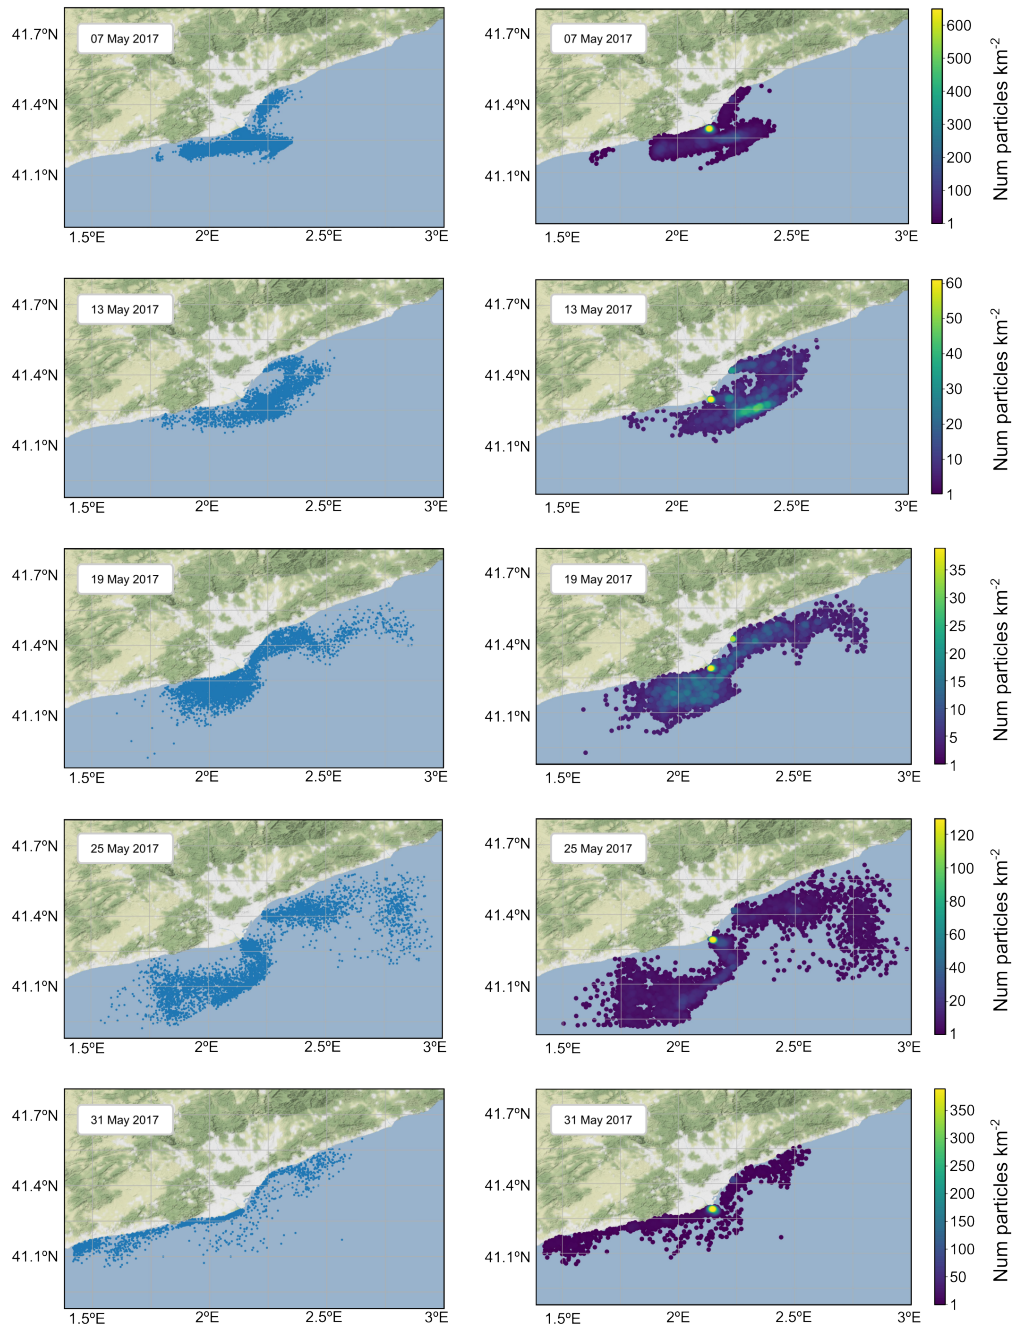 07 May 2017
41.7ºN
41.4ºN
41.1ºN
1.5ºE 2ºE 2.5ºE 3ºE
07 May 2017
41.7ºN
41.4ºN
41.1ºN
1.5ºE 2ºE 2.5ºE 3ºE
600
500
400
300
200
100
1
Num particles km-2
13 May 2017
41.7ºN
41.4ºN
41.1ºN
1.5ºE 2ºE 2.5ºE 3ºE
13 May 2017
41.7ºN
41.4ºN
41.1ºN
1.5ºE 2ºE 2.5ºE 3ºE
60
50
40
30
20
10
1
Num particles km-2
19 May 2017
41.7ºN
41.4ºN
41.1ºN
1.5ºE 2ºE 2.5ºE 3ºE
19 May 2017
41.7ºN
41.4ºN
41.1ºN
1.5ºE 2ºE 2.5ºE 3ºE
35
30
25
20
15
10
5
1
Num particles km-2
25 May 2017
41.7ºN
41.4ºN
41.1ºN
1.5ºE 2ºE 2.5ºE 3ºE
25 May 2017
41.7ºN
41.4ºN
41.1ºN
1.5ºE 2ºE 2.5ºE 3ºE
120
100
80
60
40
20
1
Num particles km-2
31 May 2017
41.7ºN
41.4ºN
41.1ºN
1.5ºE 2ºE 2.5ºE 3ºE
31 May 2017
41.7ºN
41.4ºN
41.1ºN
1.5ºE 2ºE 2.5ºE 3ºE
350
300
250
200
150
100
50
1
Num particles km-2